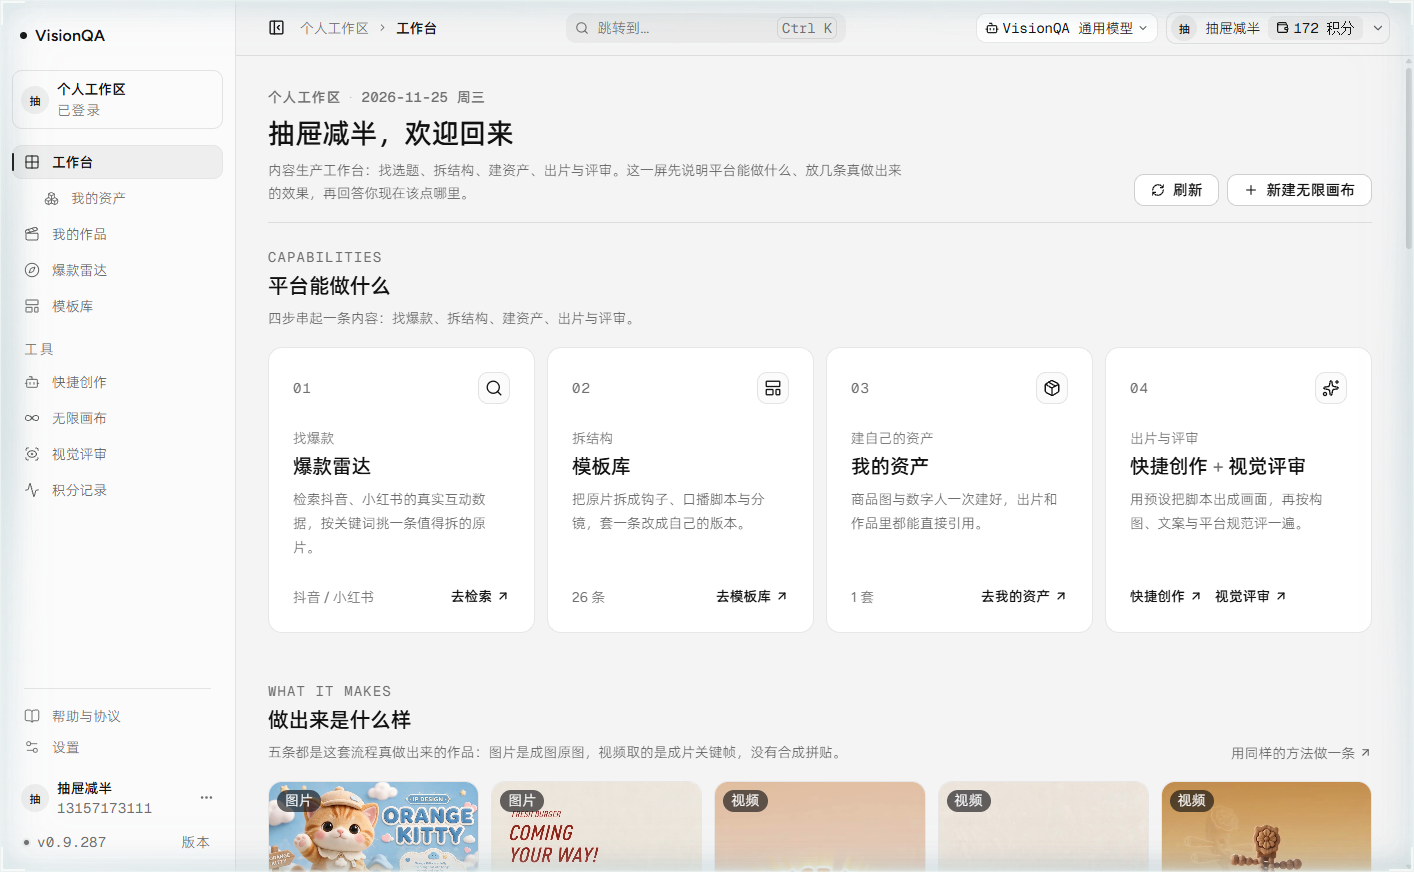 VisionQA
抽
个人工作区
已登录
工作台
我的资产
我的作品
爆款雷达
模板库
工具
快捷创作
无限画布
视觉评审
积分记录
帮助与协议
设置
抽
抽屉减半
13157173111
v0.9.287
版本
个人工作区 › 工作台
跳转到...
Ctrl K
VisionQA 通用模型
抽
抽屉减半
172 积分
个人工作区 · 2026-11-25 周三
抽屉减半，欢迎回来
内容生产工作台：找选题、拆结构、建资产、出片与评审。这一屏先说明平台能做什么、放几条真做出来
的效果，再回答你现在该点哪里。
刷新
新建无限画布
CAPABILITIES
平台能做什么
四步串起一条内容：找爆款、拆结构、建资产、出片与评审。
01
找爆款
爆款雷达
检索抖音、小红书的真实互动数
据，按关键词挑一条值得拆的原
片。
抖音 / 小红书
去检索
02
拆结构
模板库
把原片拆成钩子、口播脚本与分
镜，套一条改成自己的版本。
26 条
去模板库
03
建自己的资产
我的资产
商品图与数字人一次建好，出片和
作品里都能直接引用。
1 套
去我的资产
04
出片与评审
快捷创作 + 视觉评审
用预设把脚本出成画面，再按构
图、文案与平台规范评一遍。
快捷创作
视觉评审
WHAT IT MAKES
做出来是什么样
五条都是这套流程真做出来的作品：图片是成图原图，视频取的是成片关键帧，没有合成拼贴。
用同样的方法做一条
图片
IP DESIGN
ORANGE
KITTY
图片
FRESH BURGER
COMING
YOUR WAY!
视频
视频
视频